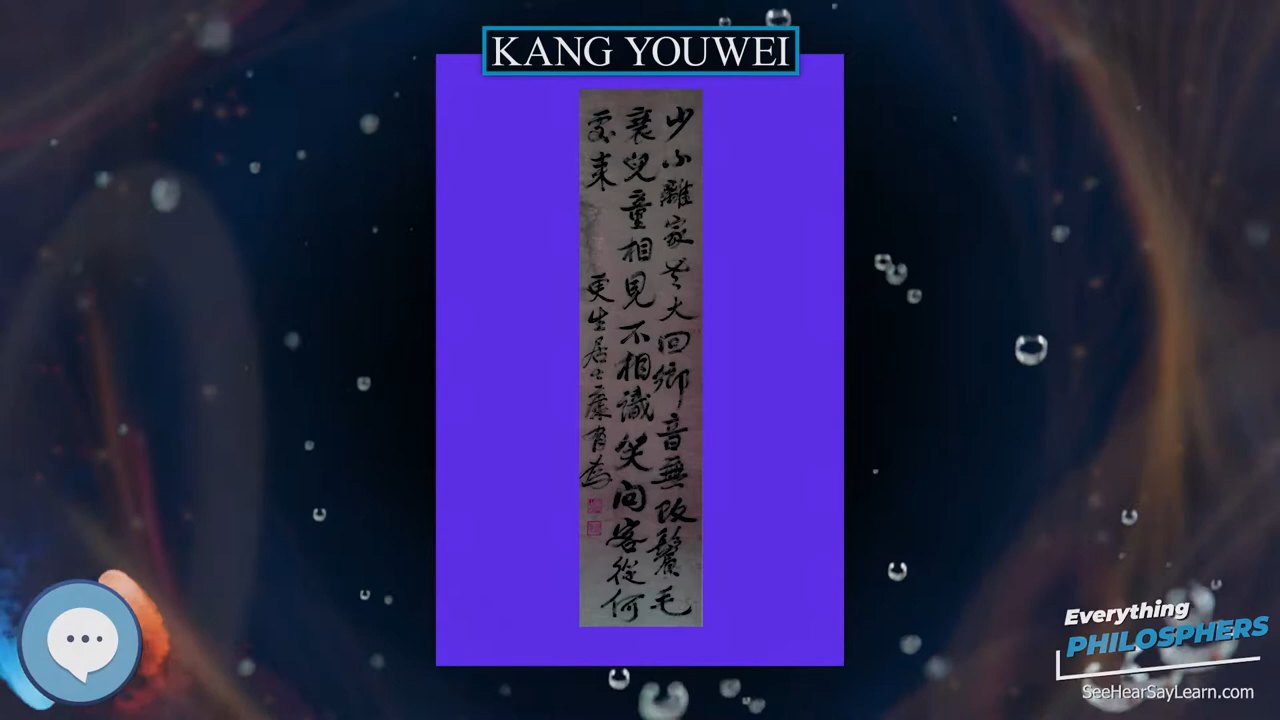 KANG YOUWEI
少小離家老大回鄉音無改鬢毛
衰兒童相見不相識笑問客從何
處来
更生居士康有為
Everything
PHILOSPHERS
SeeHearSayLearn.com